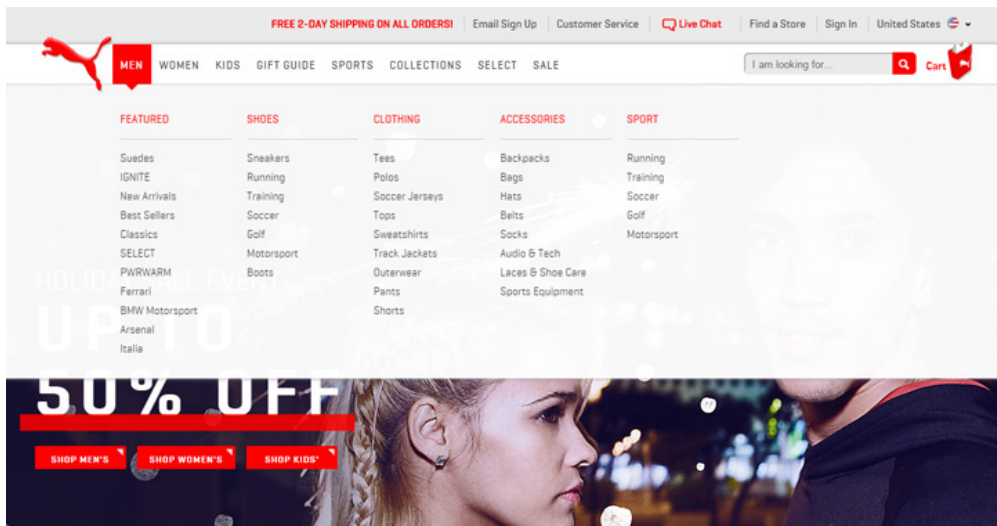 FREE 2-DAY SHIPPING ON ALL ORDERS! Email Sign Up Customer Service Live Chat Find a Store Sign In United States
MEN WOMEN KIDS GIFT GUIDE SPORTS COLLECTIONS SELECT SALE I am looking for... Cart
FEATURED
Suedes
IGNITE
New Arrivals
Best Sellers
Classics
SELECT
PWRWARM
Ferrari
BMW Motorsport
Arsenal
Italia
SHOES
Sneakers
Running
Training
Soccer
Golf
Motorsport
Boots
CLOTHING
Tees
Polos
Soccer Jerseys
Tops
Sweatshirts
Track Jackets
Outerwear
Pants
Shorts
ACCESSORIES
Backpacks
Bags
Hats
Belts
Socks
Audio & Tech
Laces & Shoe Care
Sports Equipment
SPORT
Running
Training
Soccer
Golf
Motorsport
HOLIDAY SALE EVENT
UP TO
50% OFF
SHOP MEN'S SHOP WOMEN'S SHOP KIDS'